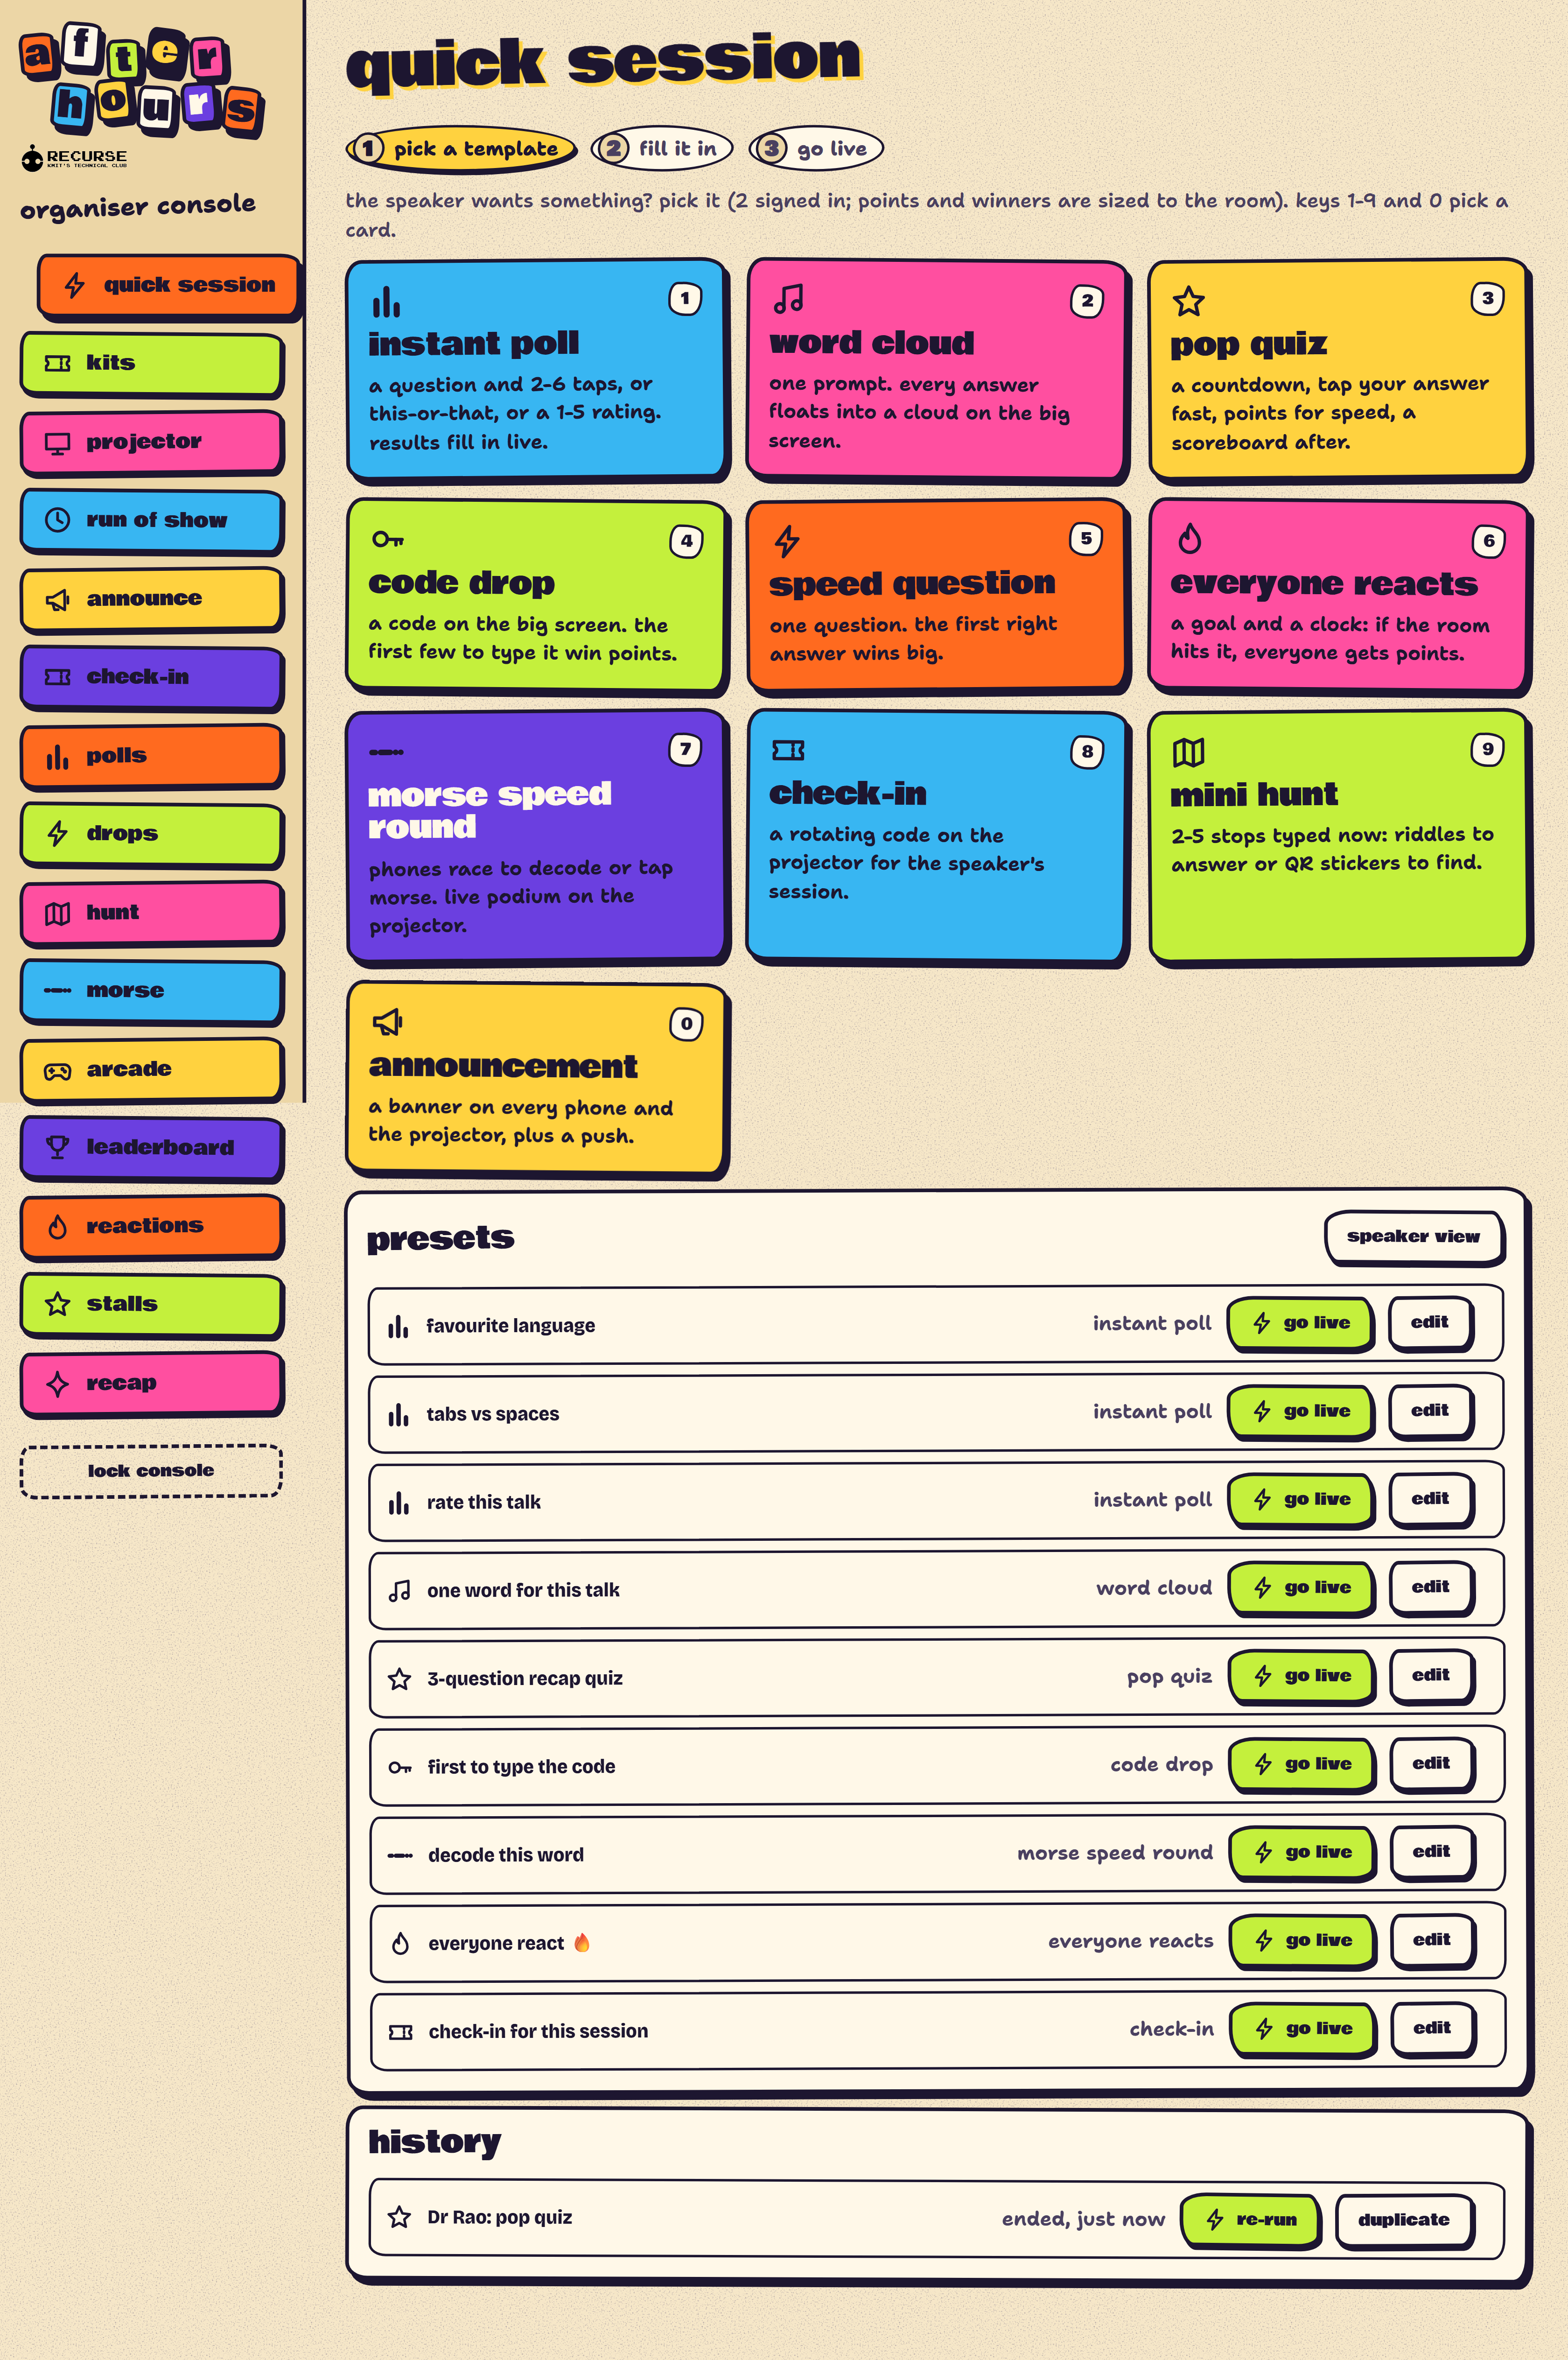 after
hours
RECURSE
KMIT'S TECHNICAL CLUB
organiser console
quick session
kits
projector
run of show
announce
check-in
polls
drops
hunt
morse
arcade
leaderboard
reactions
stalls
recap
lock console
quick session
1 pick a template
2 fill it in
3 go live
the speaker wants something? pick it (2 signed in; points and winners are sized to the room). keys 1-9 and 0 pick a
card.
1
instant poll
a question and 2-6 taps, or
this-or-that, or a 1-5 rating.
results fill in live.
2
word cloud
one prompt. every answer
floats into a cloud on the big
screen.
3
pop quiz
a countdown, tap your answer
fast, points for speed, a
scoreboard after.
4
code drop
a code on the big screen. the
first few to type it win points.
5
speed question
one question. the first right
answer wins big.
6
everyone reacts
a goal and a clock: if the room
hits it, everyone gets points.
7
morse speed
round
phones race to decode or tap
morse. live podium on the
projector.
8
check-in
a rotating code on the
projector for the speaker's
session.
9
mini hunt
2-5 stops typed now: riddles to
answer or QR stickers to find.
0
announcement
a banner on every phone and
the projector, plus a push.
presets
speaker view
favourite language instant poll go live edit
tabs vs spaces instant poll go live edit
rate this talk instant poll go live edit
one word for this talk word cloud go live edit
3-question recap quiz pop quiz go live edit
first to type the code code drop go live edit
decode this word morse speed round go live edit
everyone react 🔥 everyone reacts go live edit
check-in for this session check-in go live edit
history
Dr Rao: pop quiz ended, just now re-run duplicate